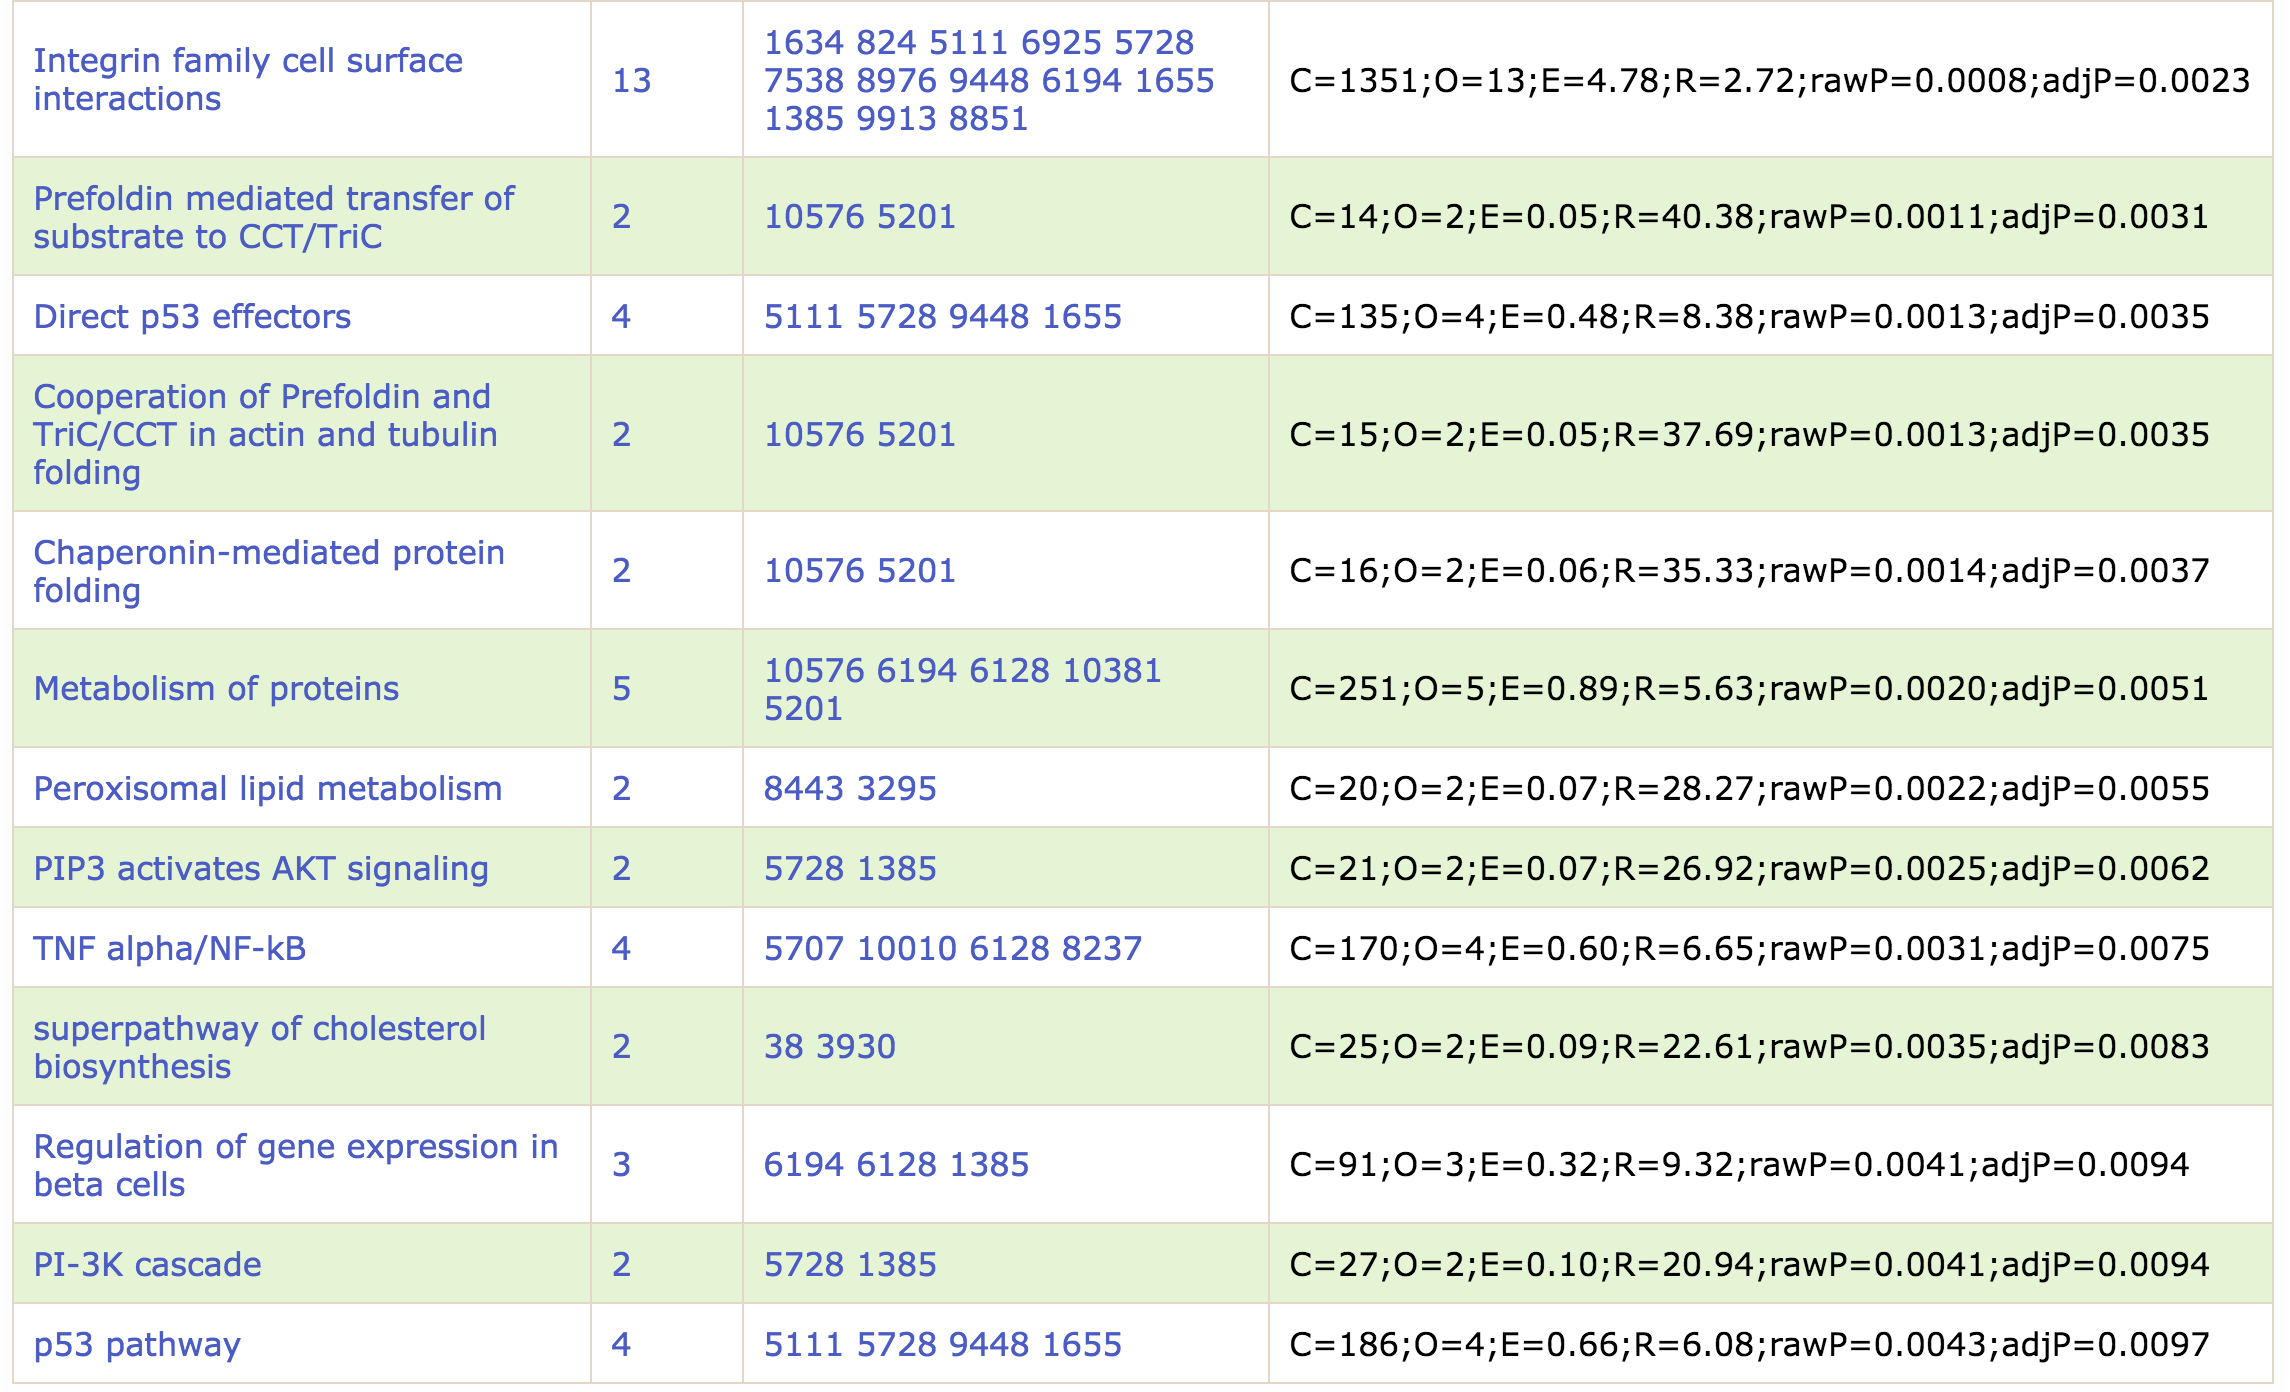 Integrin family cell surface
interactions
13
1634 824 5111 6925 5728
7538 8976 9448 6194 1655
1385 9913 8851
C=1351;O=13;E=4.78;R=2.72;rawP=0.0008;adjP=0.0023
Prefoldin mediated transfer of
substrate to CCT/TriC
2
10576 5201
C=14;O=2;E=0.05;R=40.38;rawP=0.0011;adjP=0.0031
Direct p53 effectors
4
5111 5728 9448 1655
C=135;O=4;E=0.48;R=8.38;rawP=0.0013;adjP=0.0035
Cooperation of Prefoldin and
TriC/CCT in actin and tubulin
folding
2
10576 5201
C=15;O=2;E=0.05;R=37.69;rawP=0.0013;adjP=0.0035
Chaperonin-mediated protein
folding
2
10576 5201
C=16;O=2;E=0.06;R=35.33;rawP=0.0014;adjP=0.0037
Metabolism of proteins
5
10576 6194 6128 10381
5201
C=251;O=5;E=0.89;R=5.63;rawP=0.0020;adjP=0.0051
Peroxisomal lipid metabolism
2
8443 3295
C=20;O=2;E=0.07;R=28.27;rawP=0.0022;adjP=0.0055
PIP3 activates AKT signaling
2
5728 1385
C=21;O=2;E=0.07;R=26.92;rawP=0.0025;adjP=0.0062
TNF alpha/NF-kB
4
5707 10010 6128 8237
C=170;O=4;E=0.60;R=6.65;rawP=0.0031;adjP=0.0075
superpathway of cholesterol
biosynthesis
2
38 3930
C=25;O=2;E=0.09;R=22.61;rawP=0.0035;adjP=0.0083
Regulation of gene expression in
beta cells
3
6194 6128 1385
C=91;O=3;E=0.32;R=9.32;rawP=0.0041;adjP=0.0094
PI-3K cascade
2
5728 1385
C=27;O=2;E=0.10;R=20.94;rawP=0.0041;adjP=0.0094
p53 pathway
4
5111 5728 9448 1655
C=186;O=4;E=0.66;R=6.08;rawP=0.0043;adjP=0.0097